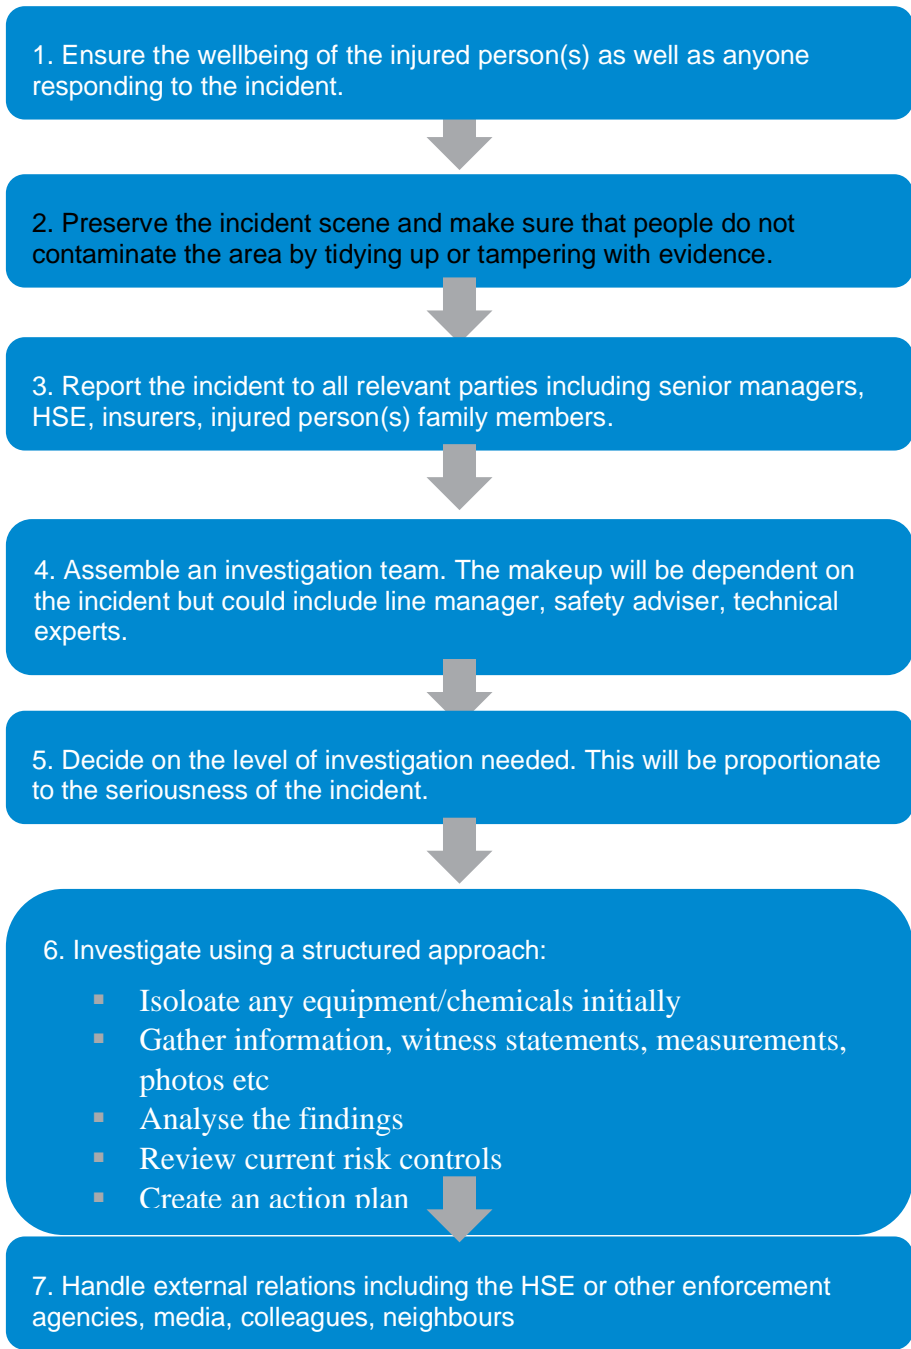 1. Ensure the wellbeing of the injured person(s) as well as anyone
responding to the incident.
2. Preserve the incident scene and make sure that people do not
contaminate the area by tidying up or tampering with evidence.
3. Report the incident to all relevant parties including senior managers,
HSE, insurers, injured person(s) family members.
4. Assemble an investigation team. The makeup will be dependent on
the incident but could include line manager, safety adviser, technical
experts.
5. Decide on the level of investigation needed. This will be proportionate
to the seriousness of the incident.
6. Investigate using a structured approach:
▪ Isoloate any equipment/chemicals initially
▪ Gather information, witness statements, measurements,
photos etc
▪ Analyse the findings
▪ Review current risk controls
▪ Create an action plan
7. Handle external relations including the HSE or other enforcement
agencies, media, colleagues, neighbours